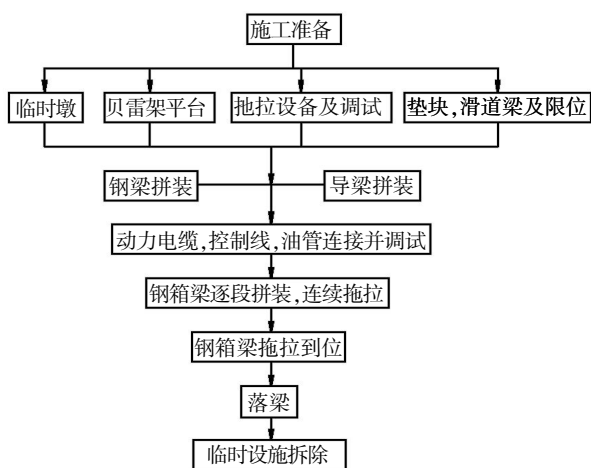 施工准备
临时墩
贝雷架平台
拖拉设备及调试
垫块,滑道梁及限位
钢梁拼装
导梁拼装
动力电缆,控制线,油管连接并调试
钢箱梁逐段拼装,连续拖拉
钢箱梁拖拉到位
落梁
临时设施拆除